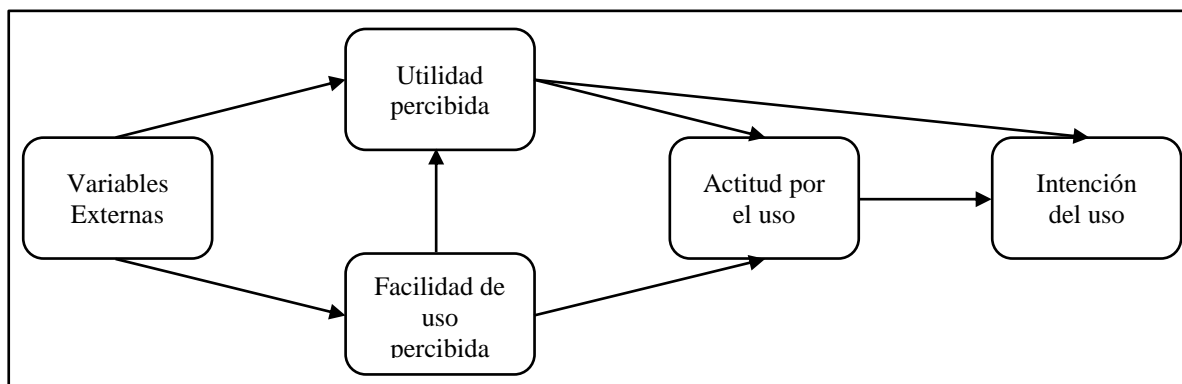 Utilidad
percibida
Variables
Externas
Facilidad de
uso
percibida
Actitud por
el uso
Intención
del uso